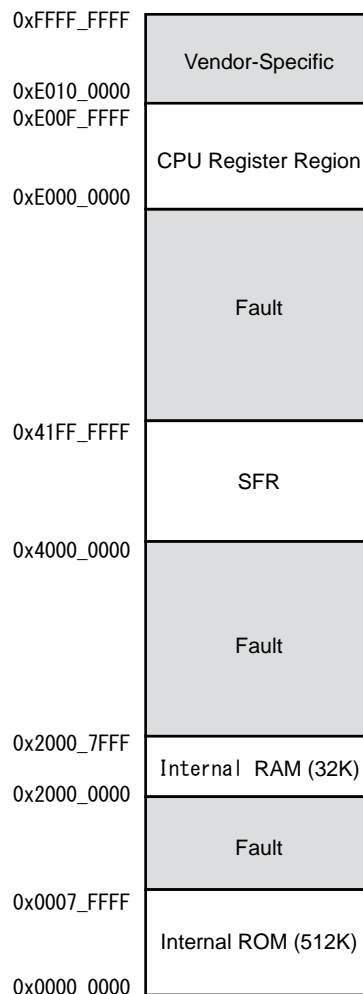 0xFFFF_FFFF
Vendor-Specific
0xE010_0000
0xE00F_FFFF
CPU Register Region
0xE000_0000
Fault
0x41FF_FFFF
SFR
0x4000_0000
Fault
0x2000_7FFF
Internal RAM (32K)
0x2000_0000
Fault
0x0007_FFFF
Internal ROM (512K)
0x0000_0000